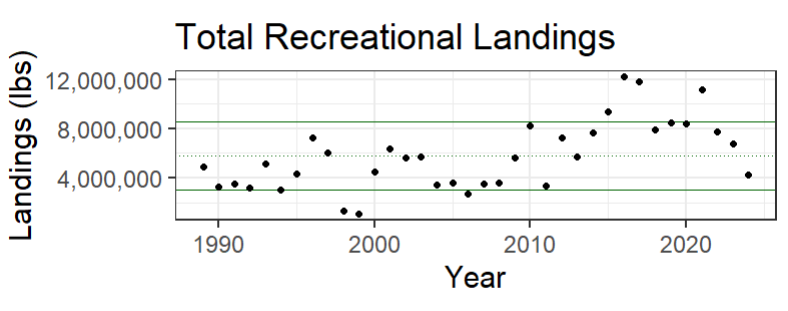 Total Recreational Landings
Landings (lbs)
12,000,000
8,000,000
4,000,000
1990 2000 2010 2020
Year